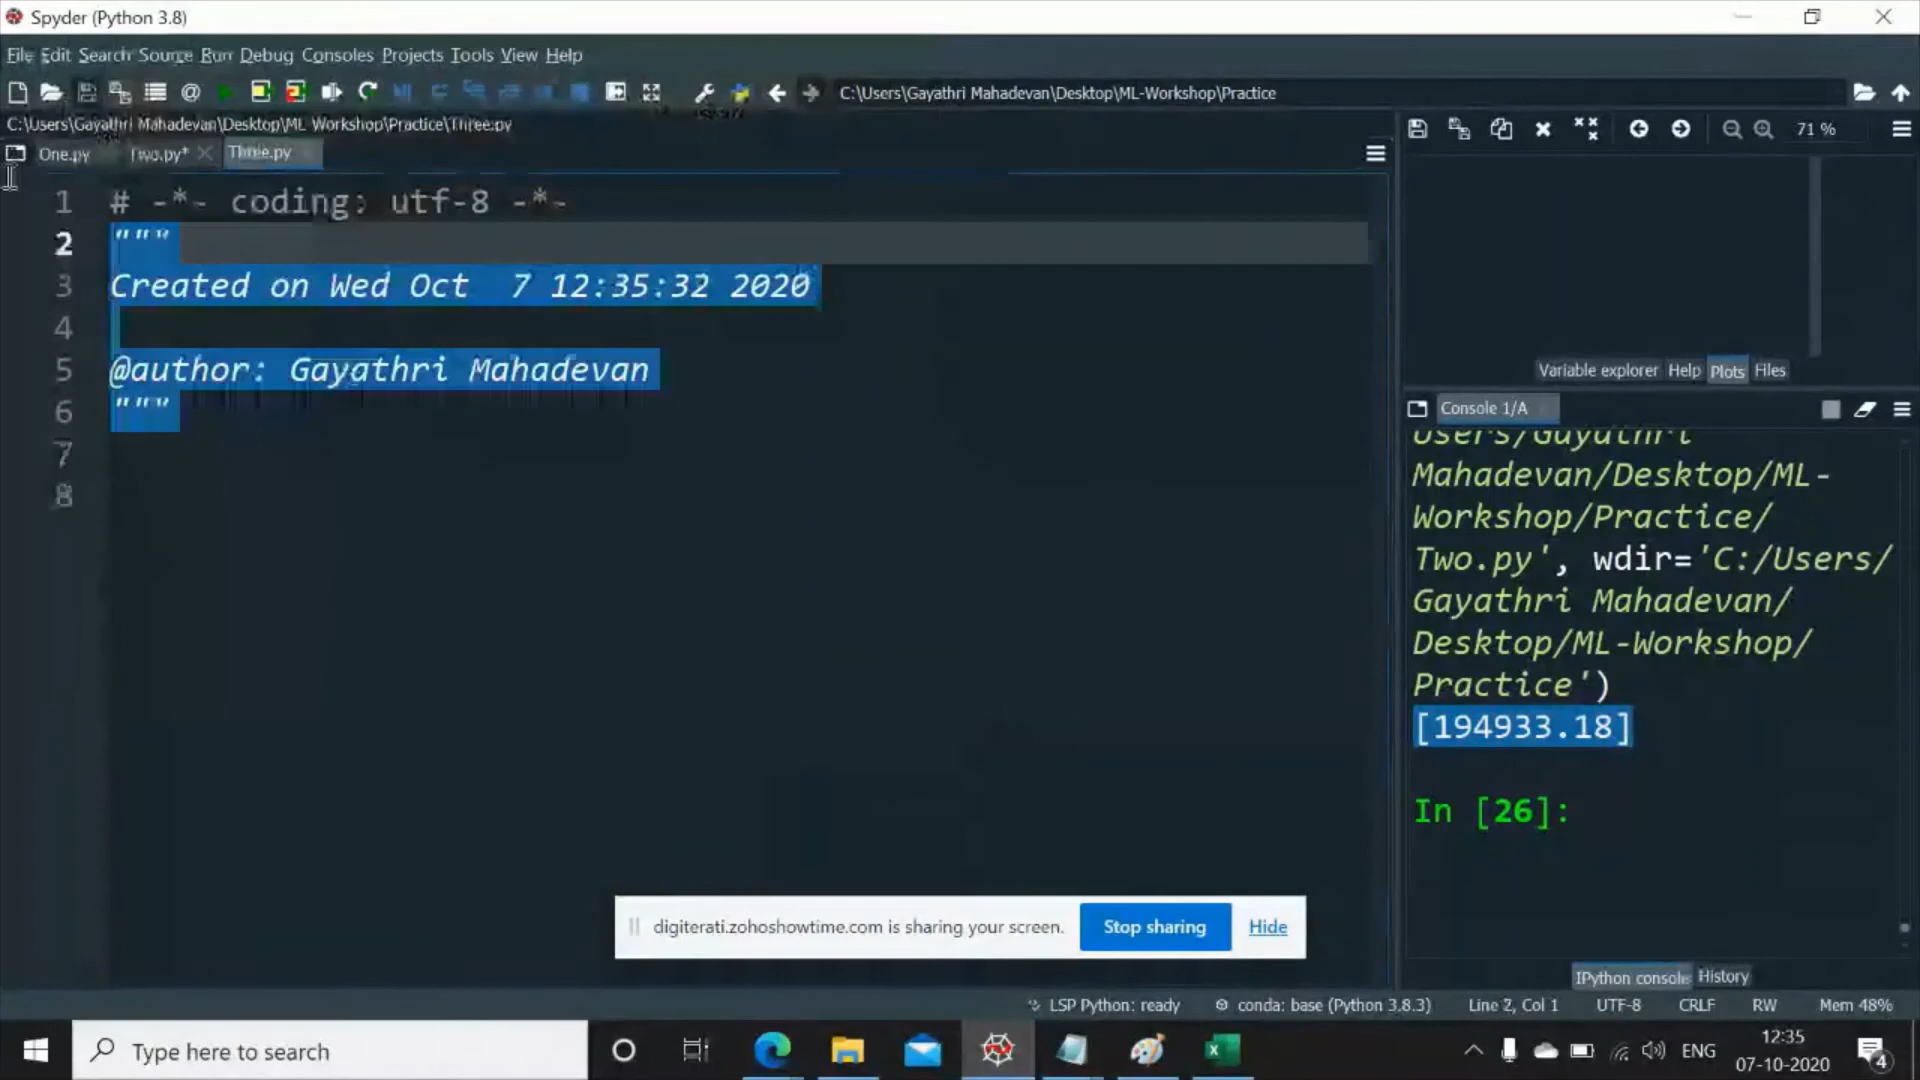 Spyder (Python 3.8)
File Edit Search Source Run Debug Consoles Projects Tools View Help
C:\Users\Gayathri Mahadevan\Desktop\ML-Workshop\Practice
C:\Users\Gayathri Mahadevan\Desktop\ML Workshop\Practice\Three.py
One.py Two.py* Three.py
71 %
1 # -*- coding: utf-8 -*-
2 """
3 Created on Wed Oct  7 12:35:32 2020
4
5 @author: Gayathri Mahadevan
6 """
7
8
Variable explorer Help Plots Files
Console 1/A
Users/Gayathri
Mahadevan/Desktop/ML-
Workshop/Practice/
Two.py', wdir='C:/Users/
Gayathri Mahadevan/
Desktop/ML-Workshop/
Practice')
[194933.18]
In [26]:
digiterati.zohoshowtime.com is sharing your screen. Stop sharing Hide
IPython console History
LSP Python: ready conda: base (Python 3.8.3) Line 2, Col 1 UTF-8 CRLF RW Mem 48%
Type here to search
ENG
12:35
07-10-2020
4